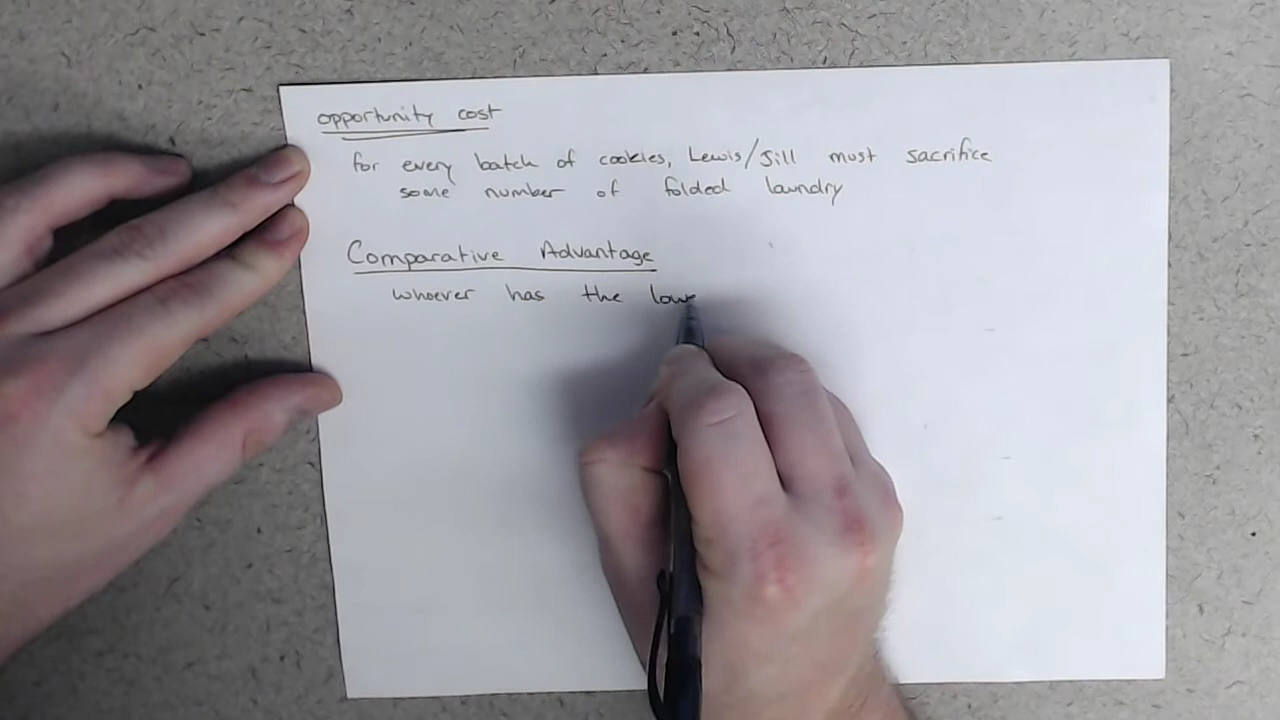 opportunity cost
for every batch of cookies, Lewis/Jill must sacrifice
some number of folded laundry
Comparative Advantage
whoever has the lowe